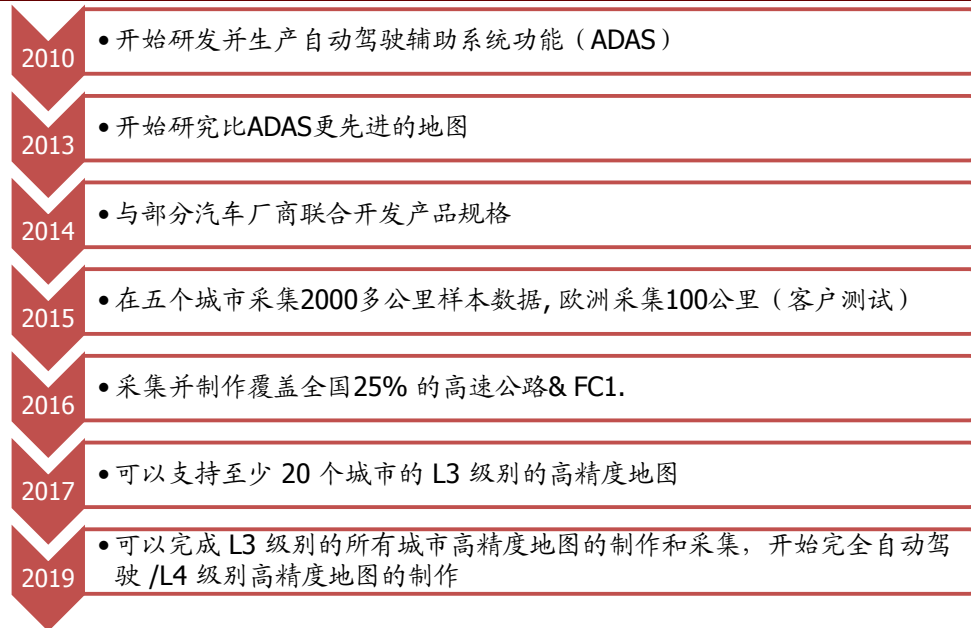 2010
• 开始研发并生产自动驾驶辅助系统功能（ADAS）
2013
• 开始研究比ADAS更先进的地图
2014
• 与部分汽车厂商联合开发产品规格
2015
• 在五个城市采集2000多公里样本数据, 欧洲采集100公里（客户测试）
2016
• 采集并制作覆盖全国25% 的高速公路& FC1.
2017
• 可以支持至少 20 个城市的 L3 级别的高精度地图
2019
• 可以完成 L3 级别的所有城市高精度地图的制作和采集，开始完全自动驾
驶 /L4 级别高精度地图的制作